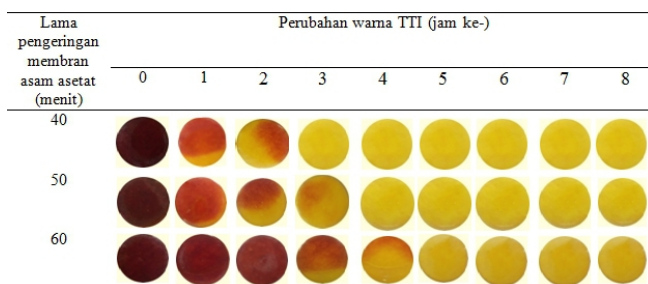 Lama
pengeringan
membran
asam asetat
(menit)
Perubahan warna TTI (jam ke-)
0 1 2 3 4 5 6 7 8
40
50
60